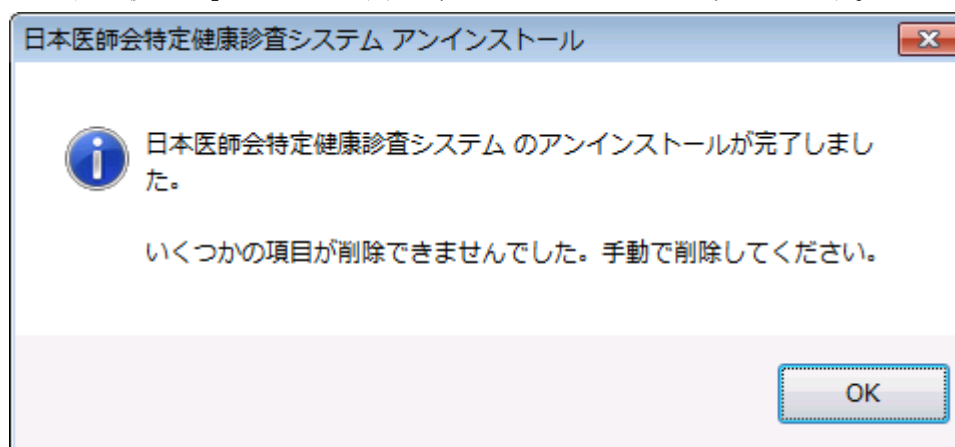 日本医師会特定健康診査システム アンインストール
日本医師会特定健康診査システム のアンインストールが完了しまし
た。
いくつかの項目が削除できませんでした。手動で削除してください。
OK